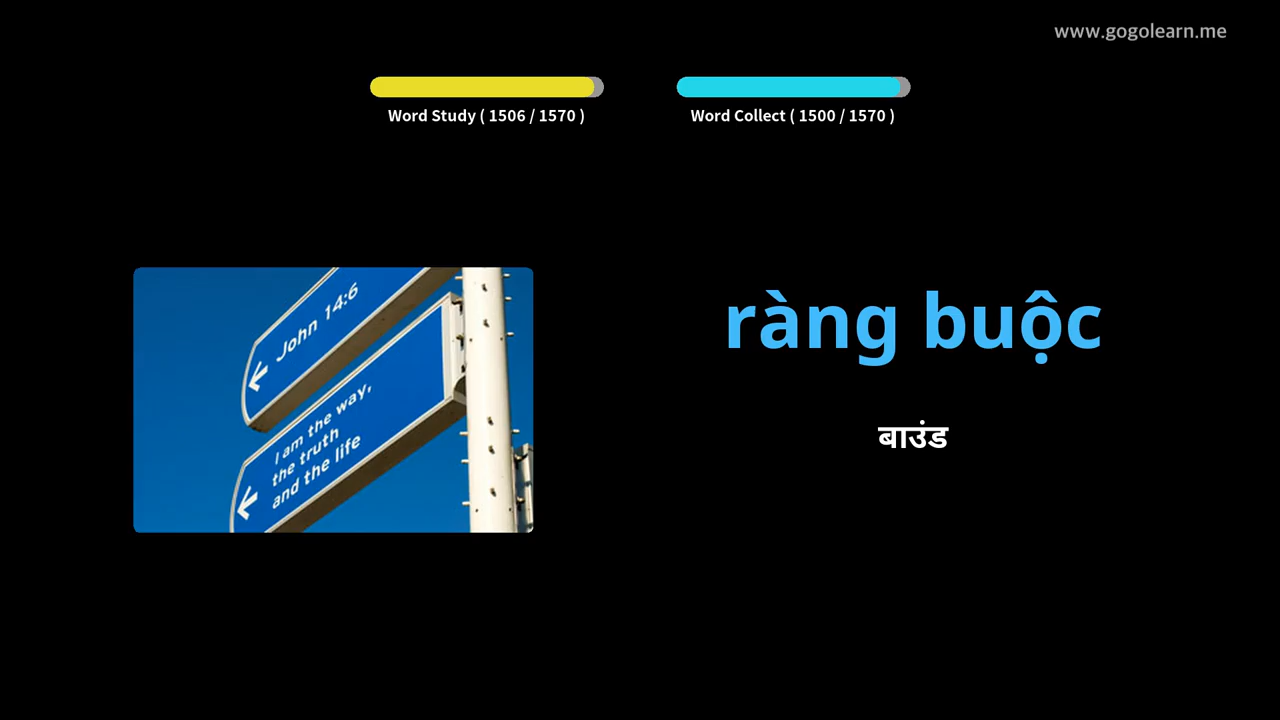 www.gogolearn.me
Word Study ( 1506 / 1570 )
Word Collect ( 1500 / 1570 )
John 14:6
I am the way,
the truth
and the life
ràng buộc
बाउंड